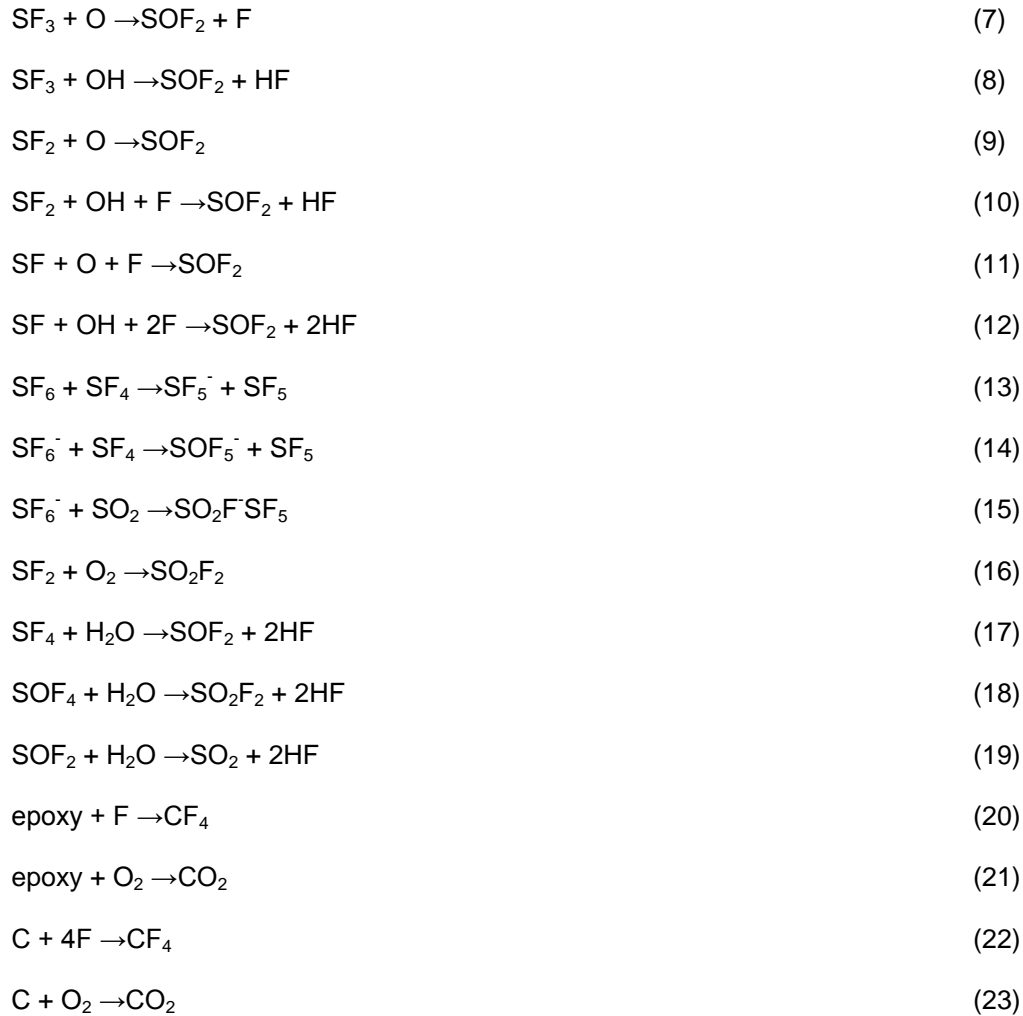 SF₃ + O →SOF₂ + F (7)
SF₃ + OH →SOF₂ + HF (8)
SF₂ + O →SOF₂ (9)
SF₂ + OH + F →SOF₂ + HF (10)
SF + O + F →SOF₂ (11)
SF + OH + 2F →SOF₂ + 2HF (12)
SF₆ + SF₄ →SF₅⁻ + SF₅ (13)
SF₆⁻ + SF₄ →SOF₅⁻ + SF₅ (14)
SF₆⁻ + SO₂ →SO₂F⁻SF₅ (15)
SF₂ + O₂ →SO₂F₂ (16)
SF₄ + H₂O →SOF₂ + 2HF (17)
SOF₄ + H₂O →SO₂F₂ + 2HF (18)
SOF₂ + H₂O →SO₂ + 2HF (19)
epoxy + F →CF₄ (20)
epoxy + O₂ →CO₂ (21)
C + 4F →CF₄ (22)
C + O₂ →CO₂ (23)